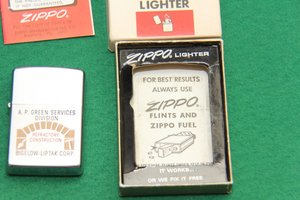 LIGHTER
ZIPPO LIGHTER
FOR BEST RESULTS
ALWAYS USE
ZIPPO
FLINTS AND
ZIPPO FUEL
IT WORKS...
OR WE FIX IT FREE
A. P. GREEN SERVICES
DIVISION
REFRACTORY
CONSTRUCTION
BIGELOW-LIPTAK CORP.